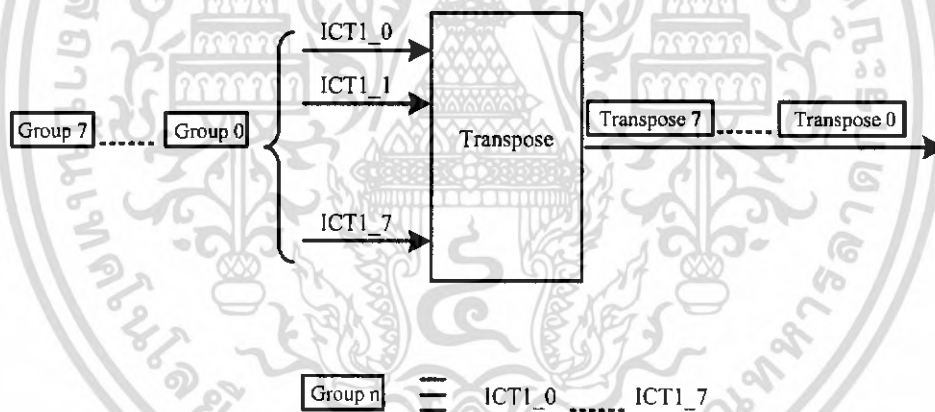 ICT1_0
ICT1_1
Group 7 ...... Group 0
Transpose
Transpose 7 ...... Transpose 0
ICT1_7
Group n ≡ ICT1_0 ...... ICT1_7